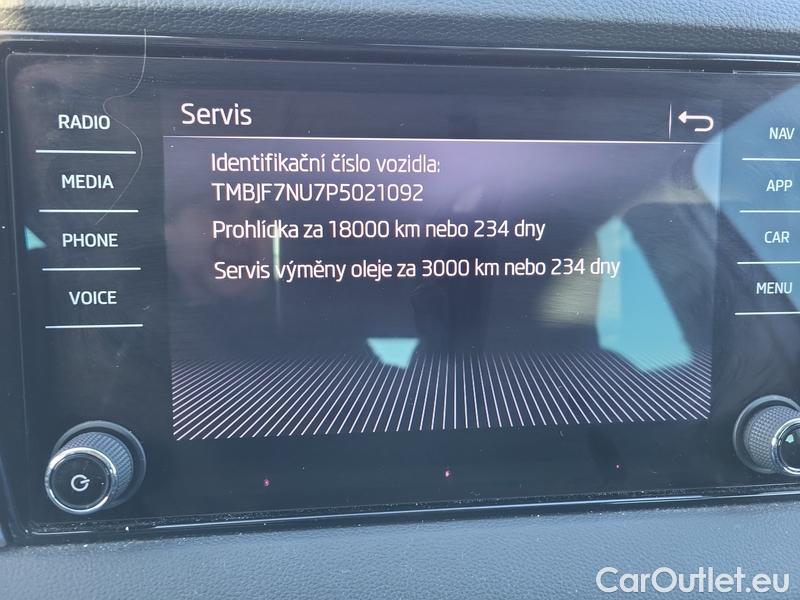 Servis
RADIO
MEDIA
PHONE
VOICE
Identifikační číslo vozidla:
TMBJF7NU7P5021092
Prohlídka za 18000 km nebo 234 dny
Servis výměny oleje za 3000 km nebo 234 dny
NAV
APP
CAR
MENU
CarOutlet.eu